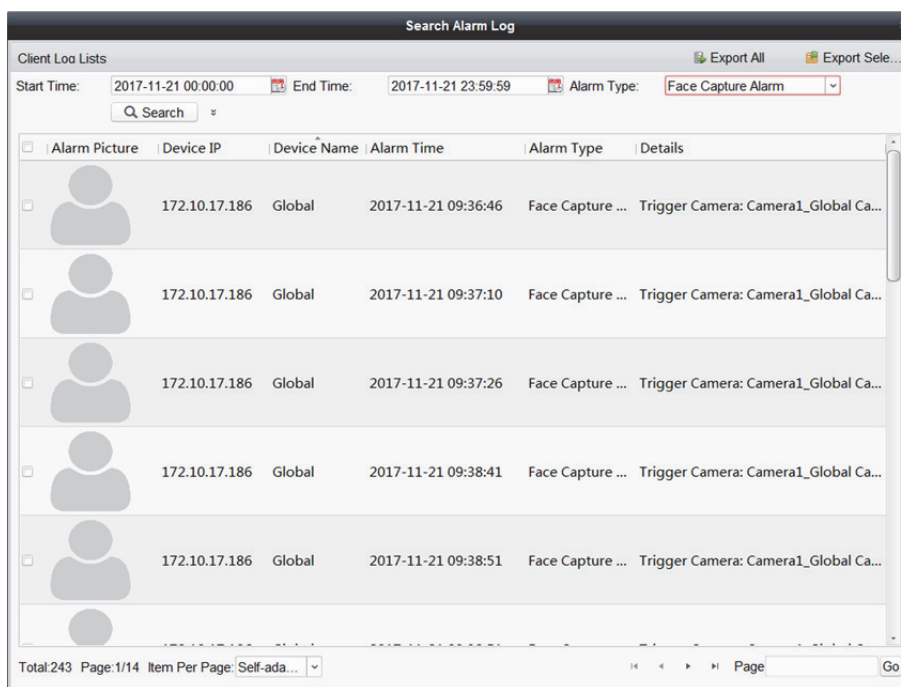 Search Alarm Log
Client Log Lists Export All Export Sele...
Start Time: 2017-11-21 00:00:00 End Time: 2017-11-21 23:59:59 Alarm Type: Face Capture Alarm
Search
Alarm Picture Device IP Device Name Alarm Time Alarm Type Details
172.10.17.186 Global 2017-11-21 09:36:46 Face Capture ... Trigger Camera: Camera1_Global Ca...
172.10.17.186 Global 2017-11-21 09:37:10 Face Capture ... Trigger Camera: Camera1_Global Ca...
172.10.17.186 Global 2017-11-21 09:37:26 Face Capture ... Trigger Camera: Camera1_Global Ca...
172.10.17.186 Global 2017-11-21 09:38:41 Face Capture ... Trigger Camera: Camera1_Global Ca...
172.10.17.186 Global 2017-11-21 09:38:51 Face Capture ... Trigger Camera: Camera1_Global Ca...
Total:243 Page:1/14 Item Per Page: Self-ada... Page Go